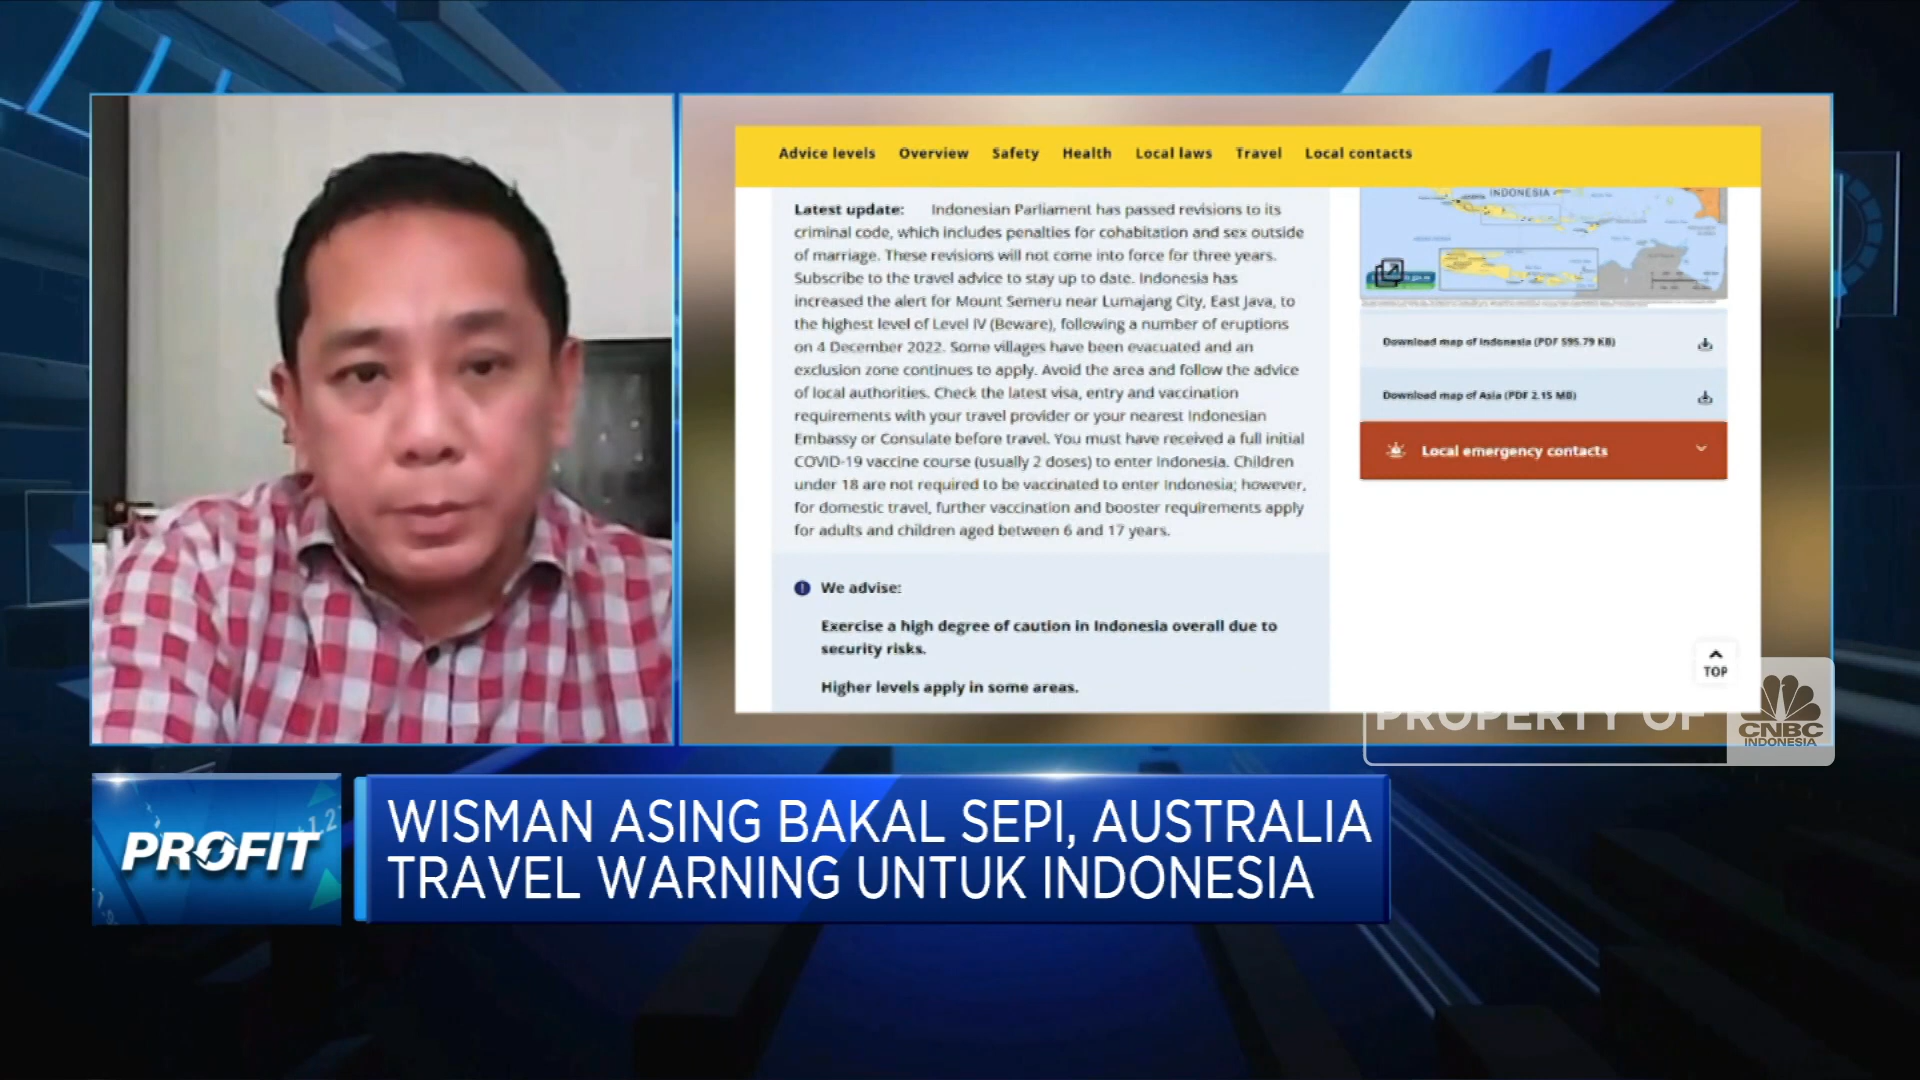 Advice levels Overview Safety Health Local laws Travel Local contacts
Latest update: Indonesian Parliament has passed revisions to its
criminal code, which includes penalties for cohabitation and sex outside
of marriage. These revisions will not come into force for three years.
Subscribe to the travel advice to stay up to date. Indonesia has
increased the alert for Mount Semeru near Lumajang City, East Java, to
the highest level of Level IV (Beware), following a number of eruptions
on 4 December 2022. Some villages have been evacuated and an
exclusion zone continues to apply. Avoid the area and follow the advice
of local authorities. Check the latest visa, entry and vaccination
requirements with your travel provider or your nearest Indonesian
Embassy or Consulate before travel. You must have received a full initial
COVID-19 vaccine course (usually 2 doses) to enter Indonesia. Children
under 18 are not required to be vaccinated to enter Indonesia; however,
for domestic travel, further vaccination and booster requirements apply
for adults and children aged between 6 and 17 years.
We advise:
Exercise a high degree of caution in Indonesia overall due to
security risks.
Higher levels apply in some areas.
INDONESIA
Download map of Indonesia (PDF 595.79 KB)
Download map of Asia (PDF 2.15 MB)
Local emergency contacts
TOP
PROPERTY OF
CNBC
INDONESIA
PROFIT
WISMAN ASING BAKAL SEPI, AUSTRALIA
TRAVEL WARNING UNTUK INDONESIA